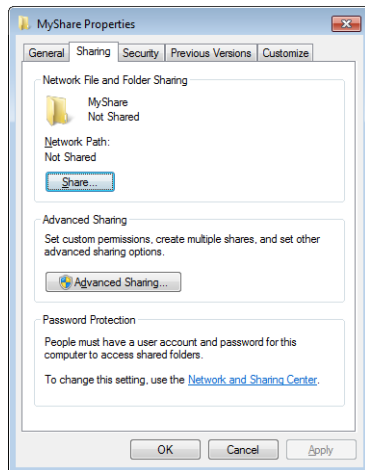 MyShare Properties
General Sharing Security Previous Versions Customize
Network File and Folder Sharing
MyShare
Not Shared
Network Path:
Not Shared
Share...
Advanced Sharing
Set custom permissions, create multiple shares, and set other
advanced sharing options.
Advanced Sharing...
Password Protection
People must have a user account and password for this
computer to access shared folders.
To change this setting, use the Network and Sharing Center.
OK Cancel Apply